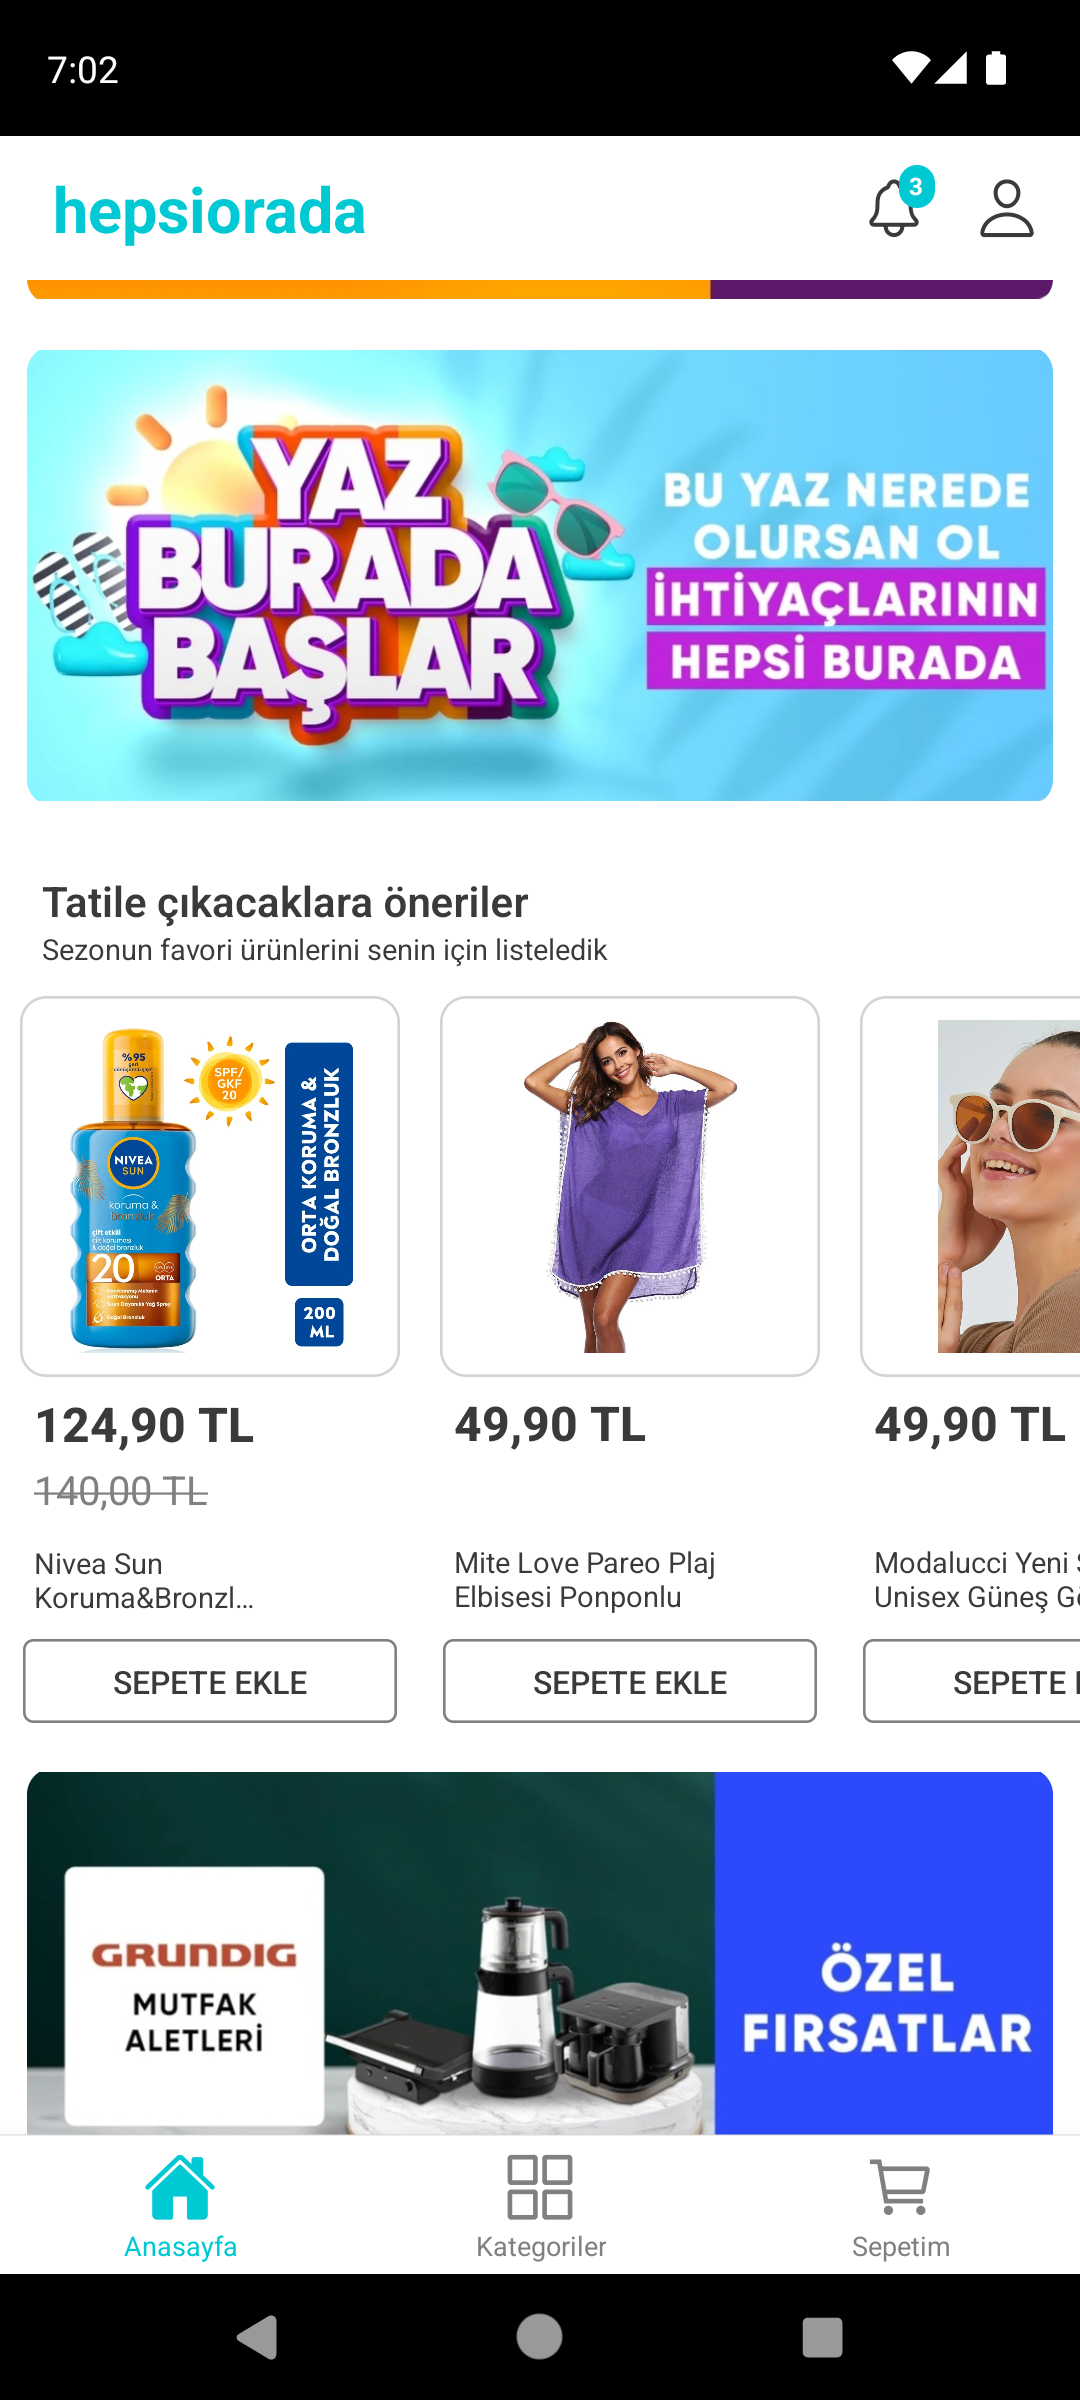 7:02
hepsiorada
3
YAZ
BURADA
BAŞLAR
BU YAZ NEREDE
OLURSAN OL
İHTİYAÇLARININ
HEPSİ BURADA
Tatile çıkacaklara öneriler
Sezonun favori ürünlerini senin için listeledik
%95
NIVEA
SUN
koruma &
bronzluk
çift etkili
20
ORTA
SPF/
GKF
20
ORTA KORUMA &
DOĞAL BRONZLUK
200
ML
124,90 TL
140,00 TL
Nivea Sun
Koruma&Bronzl...
SEPETE EKLE
49,90 TL
Mite Love Pareo Plaj
Elbisesi Ponponlu
SEPETE EKLE
49,90 TL
Modalucci Yeni
Unisex Güneş
SEPETE
GRUNDIG
MUTFAK
ALETLERİ
ÖZEL
FIRSATLAR
Anasayfa
Kategoriler
Sepetim